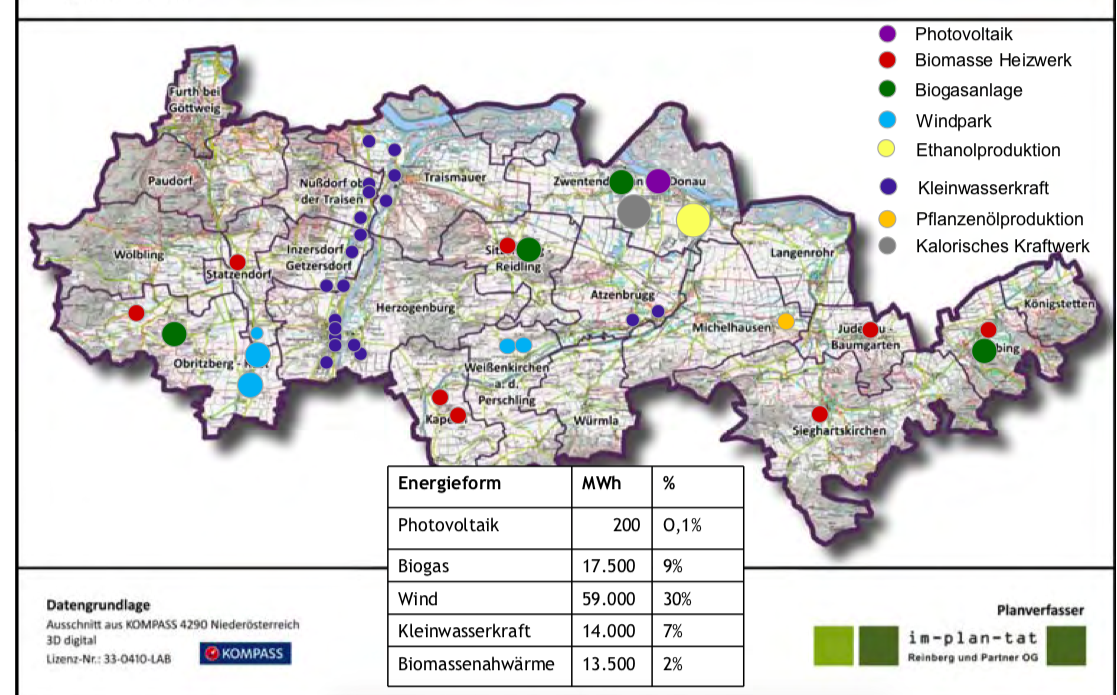 Photovoltaik
Biomasse Heizwerk
Biogasanlage
Windpark
Ethanolproduktion
Kleinwasserkraft
Pflanzenölproduktion
Kalorisches Kraftwerk
Furth bei
Göttweig
Paudorf
Nußdorf ob
der Traisen
Traismauer
Donau
Wölbling
Statzendorf
Inzersdorf
Getzersdorf
Reidling
Langenrohr
Herzogenburg
Atzenbrugg
Michelhausen
Baumgarten
Königstetten
Obritzberg -
Weißenkirchen
a. d.
Perschling
Würmla
Sieghartskirchen
Energieform MWh %
Photovoltaik 200 O,1%
Biogas 17.500 9%
Wind 59.000 30%
Kleinwasserkraft 14.000 7%
Biomassenahwärme 13.500 2%
Datengrundlage
Ausschnitt aus KOMPASS 4290 Niederösterreich
3D digital
Lizenz-Nr.: 33-0410-LAB
KOMPASS
Planverfasser
im-plan-tat
Reinberg und Partner OG